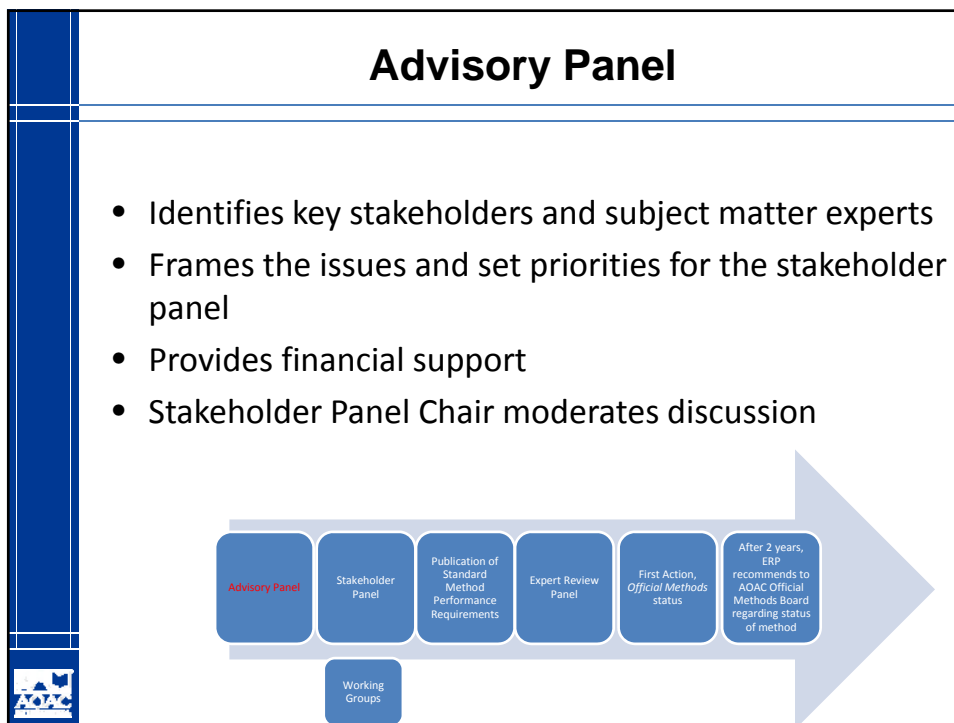 Advisory Panel
• Identifies key stakeholders and subject matter experts
• Frames the issues and set priorities for the stakeholder
panel
• Provides financial support
• Stakeholder Panel Chair moderates discussion
Advisory Panel
Stakeholder
Panel
Publication of
Standard
Method
Performance
Requirements
Expert Review
Panel
First Action,
Official Methods
status
After 2 years,
ERP
recommends to
AOAC Official
Methods Board
regarding status
of method
Working
Groups
AOAC